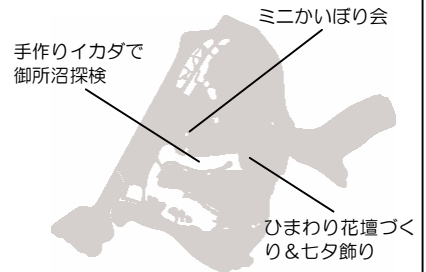 ミニかいぼり会
手作りイカダで
御所沼探検
ひまわり花壇づく
り＆七夕飾り